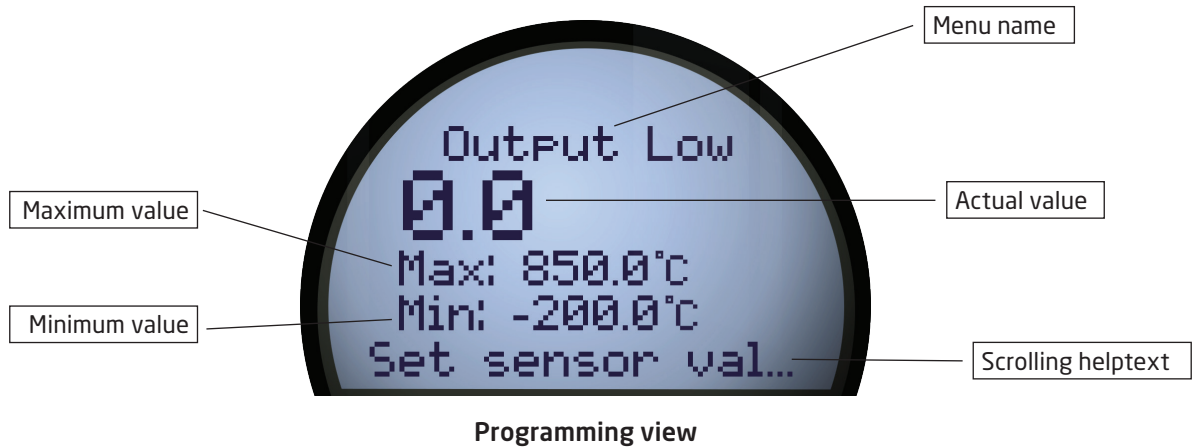 Menu name
Output Low
0.0
Actual value
Maximum value
Max: 850.0°C
Min: -200.0°C
Minimum value
Set sensor val...
Scrolling helptext
Programming view